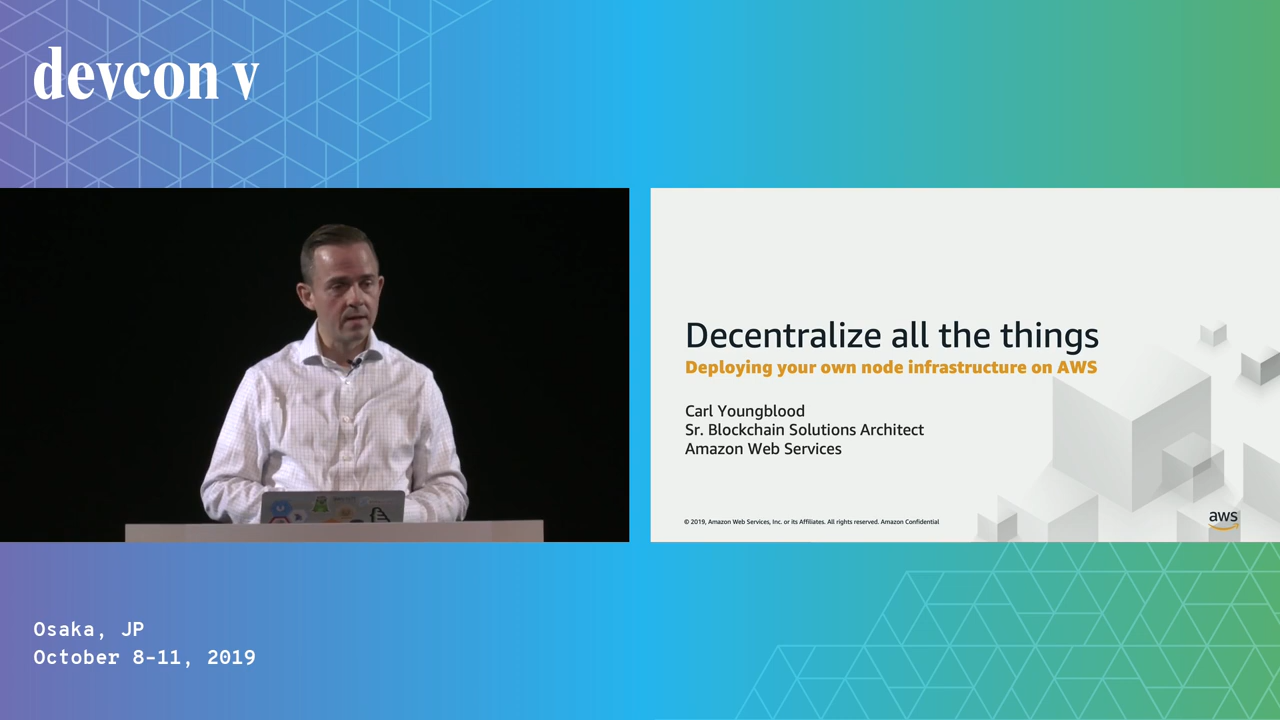 devcon v
Decentralize all the things
Deploying your own node infrastructure on AWS
Carl Youngblood
Sr. Blockchain Solutions Architect
Amazon Web Services
© 2019, Amazon Web Services, Inc. or its Affiliates. All rights reserved. Amazon Confidential
aws
Osaka, JP
October 8-11, 2019